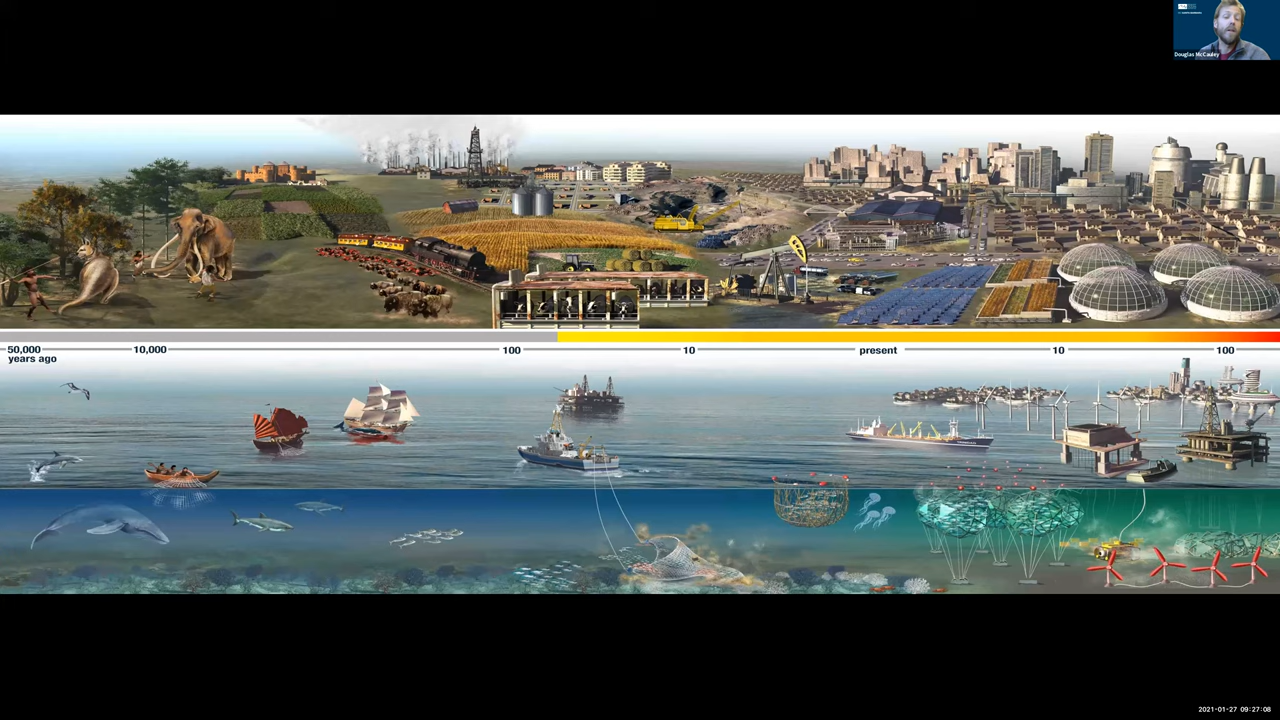 Douglas McCauley
50,000 years ago
10,000
100
10
present
10
100
2021-01-27 09:27:08